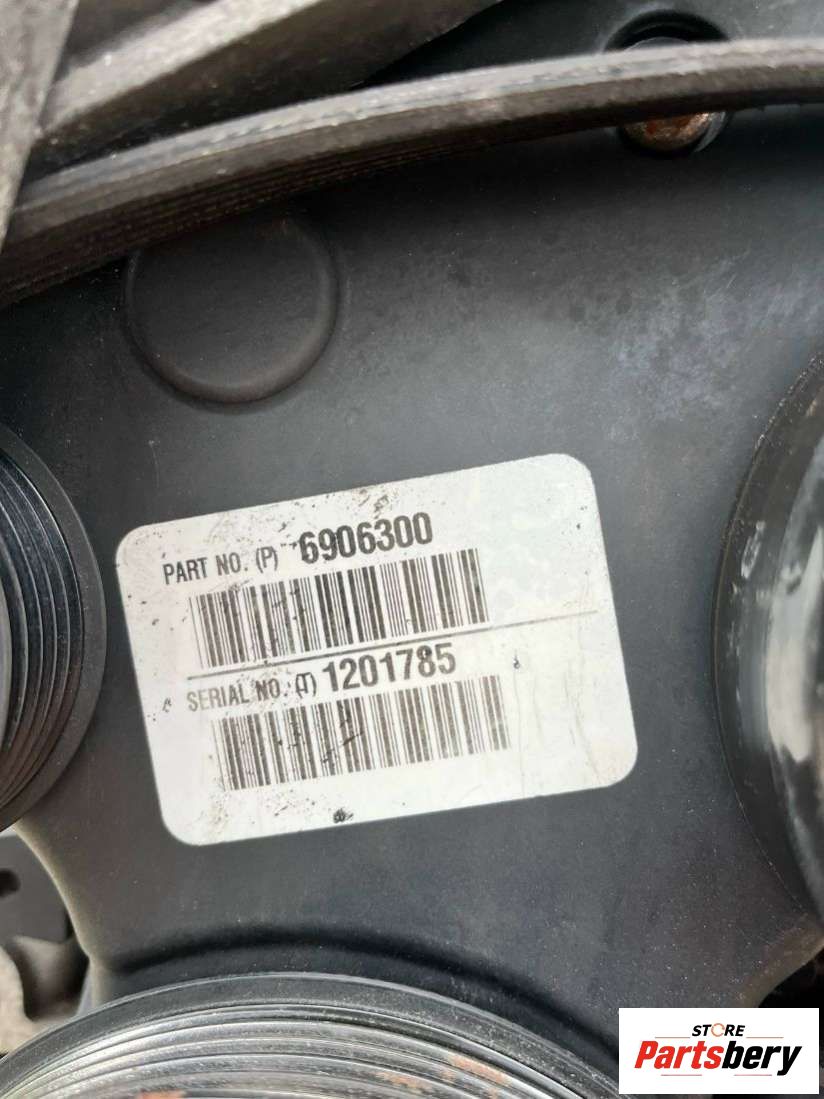 PART NO. (P) 6906300
SERIAL NO. (T) 1201785
STORE
Partsbery